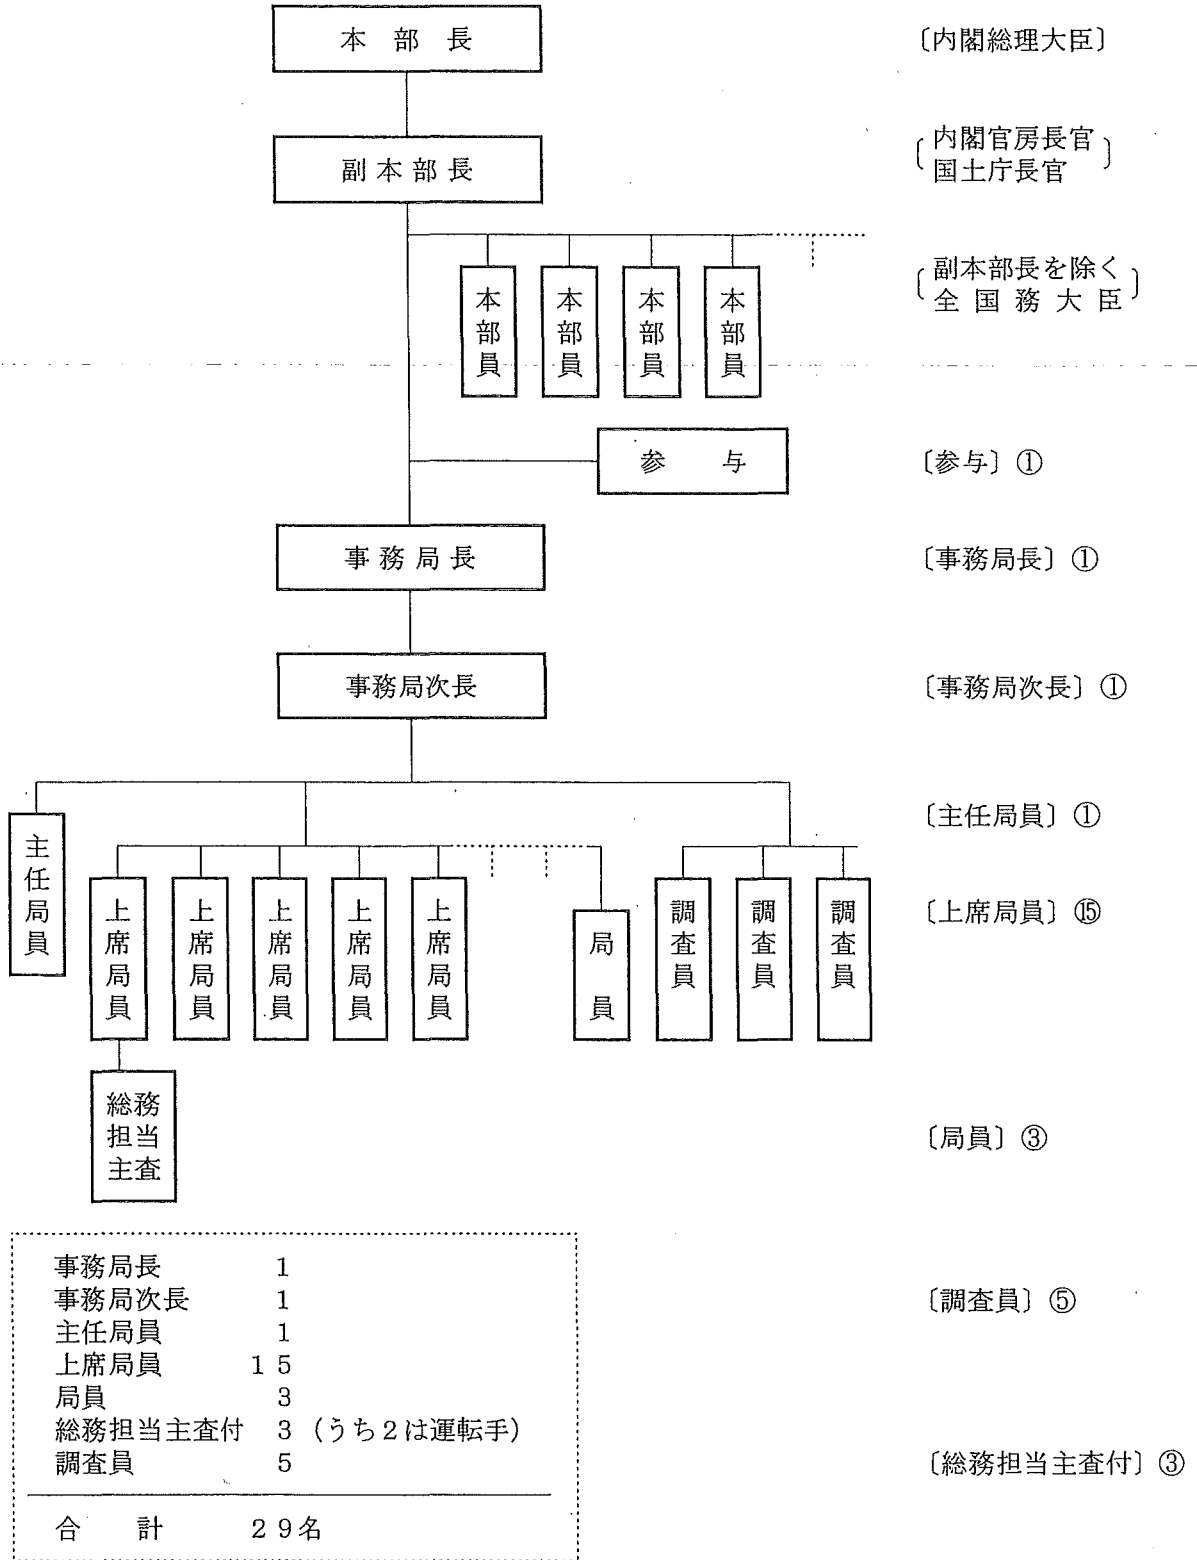 本部長 〔内閣総理大臣〕
副本部長 〔内閣官房長官
国土庁長官〕
本部員 本部員 本部員 本部員 〔副本部長を除く
全国務大臣〕
参与 〔参与〕①
事務局長 〔事務局長〕①
事務局次長 〔事務局次長〕①
主任局員 〔主任局員〕①
上席局員 上席局員 上席局員 上席局員 上席局員 局員 調査員 調査員 調査員 〔上席局員〕⑮
総務
担当
主査 〔局員〕③
〔調査員〕⑤
〔総務担当主査付〕③
事務局長 1
事務局次長 1
主任局員 1
上席局員 15
局員 3
総務担当主査付 3(うち2は運転手)
調査員 5
合計 29名